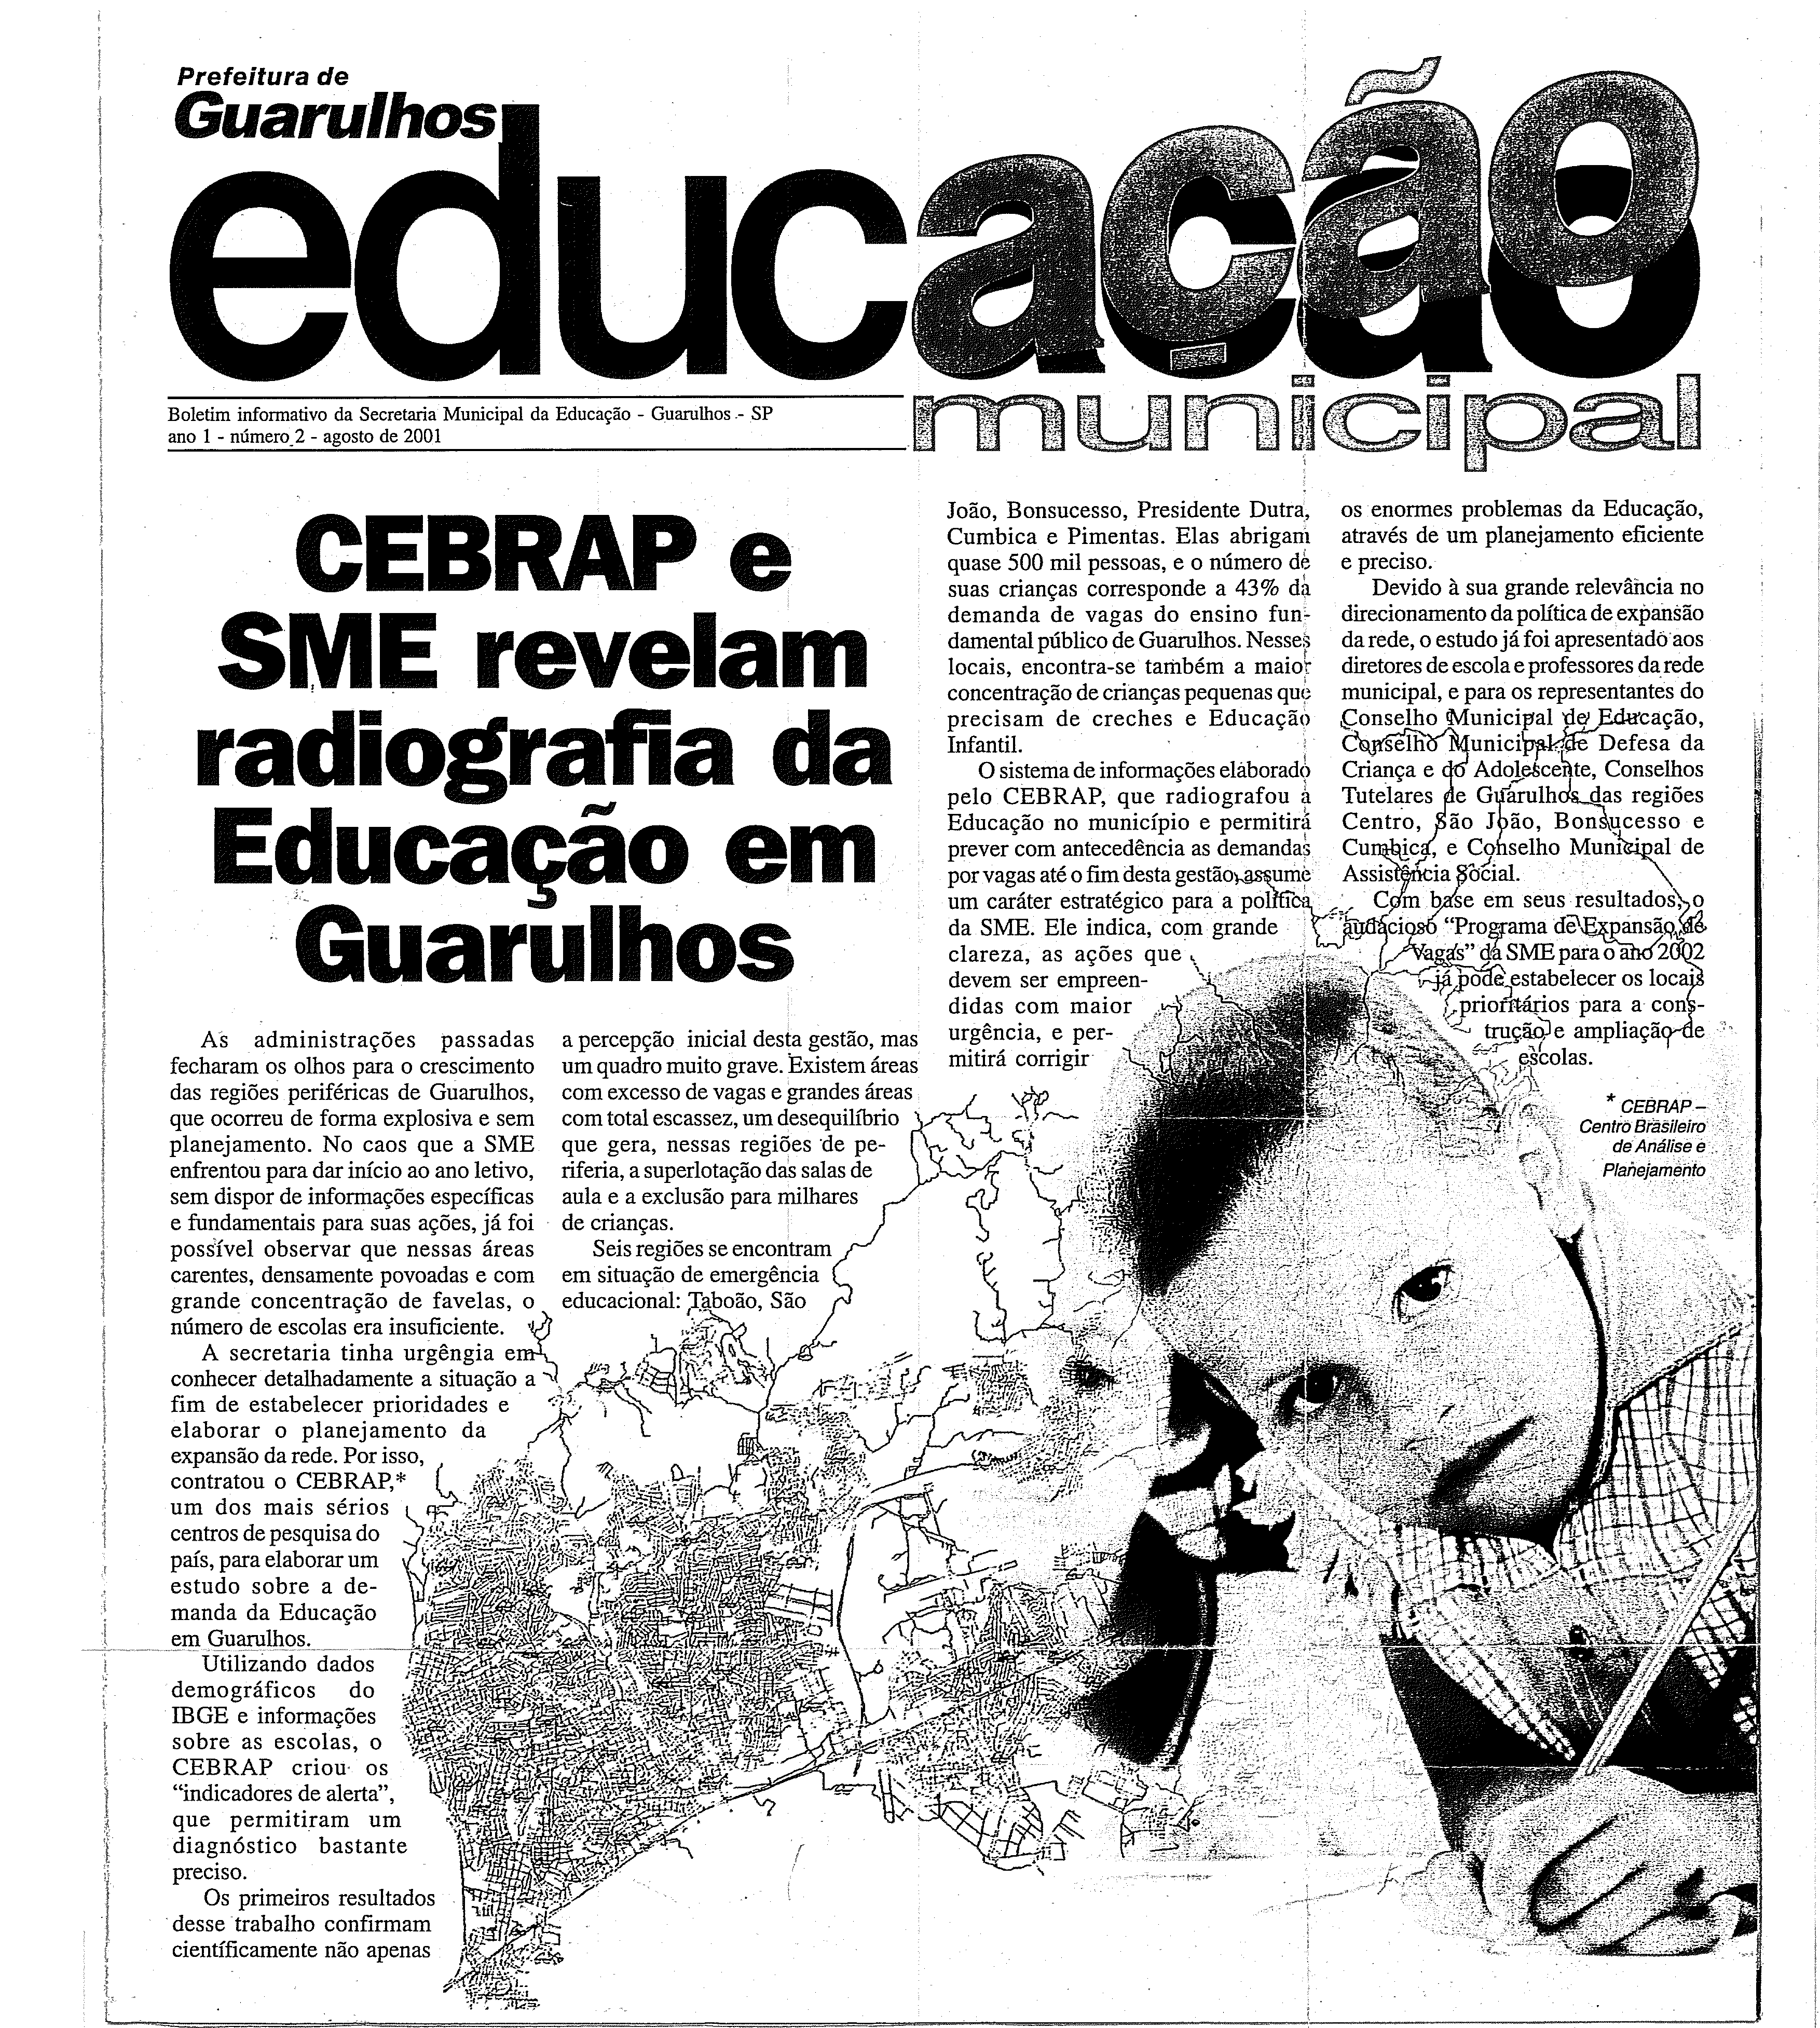 Prefeitura de
Guarulhos
educação
municipal
Boletim informativo da Secretaria Municipal da Educação - Guarulhos - SP
ano 1 - número 2 - agosto de 2001
CEBRAP e
SME revelam
radiografia da
Educação em
Guarulhos
As administrações passadas
fecharam os olhos para o crescimento
das regiões periféricas de Guarulhos,
que ocorreu de forma explosiva e sem
planejamento. No caos que a SME
enfrentou para dar início ao ano letivo,
sem dispor de informações específicas
e fundamentais para suas ações, já foi
possível observar que nessas áreas
carentes, densamente povoadas e com
grande concentração de favelas, o
número de escolas era insuficiente.
A secretaria tinha urgêngia em
conhecer detalhadamente a situação a
fim de estabelecer prioridades e
elaborar o planejamento da
expansão da rede. Por isso,
contratou o CEBRAP,*
um dos mais sérios
centros de pesquisa do
país, para elaborar um
estudo sobre a de-
manda da Educação
em Guarulhos.
Utilizando dados
demográficos do
IBGE e informações
sobre as escolas, o
CEBRAP criou os
“indicadores de alerta”,
que permitiram um
diagnóstico bastante
preciso.
Os primeiros resultados
desse trabalho confirmam
científicamente não apenas
a percepção inicial desta gestão, mas
um quadro muito grave. Existem áreas
com excesso de vagas e grandes áreas
com total escassez, um desequilíbrio
que gera, nessas regiões de pe-
riferia, a superlotação das salas de
aula e a exclusão para milhares
de crianças.
Seis regiões se encontram
em situação de emergência
educacional: Taboão, São
João, Bonsucesso, Presidente Dutra,
Cumbica e Pimentas. Elas abrigam
quase 500 mil pessoas, e o número de
suas crianças corresponde a 43% da
demanda de vagas do ensino fun-
damental público de Guarulhos. Nesses
locais, encontra-se também a maior
concentração de crianças pequenas que
precisam de creches e Educação
Infantil.
O sistema de informações elaborado
pelo CEBRAP, que radiografou a
Educação no município e permitirá
prever com antecedência as demandas
por vagas até o fim desta gestão, assume
um caráter estratégico para a política
da SME. Ele indica, com grande
clareza, as ações que
devem ser empreen-
didas com maior
urgência, e per-
mitirá corrigir
os enormes problemas da Educação,
através de um planejamento eficiente
e preciso.
Devido à sua grande relevância no
direcionamento da política de expansão
da rede, o estudo já foi apresentado aos
diretores de escola e professores da rede
municipal, e para os representantes do
Conselho Municipal de Educação,
Conselho Municipal de Defesa da
Criança e do Adolescente, Conselhos
Tutelares de Guarulhos das regiões
Centro, São João, Bonsucesso e
Cumbica, e Conselho Municipal de
Assistência Social.
Com base em seus resultados, o
audacioso “Programa de Expansão de
Vagas” da SME para o ano 2002
já pode estabelecer os locais
prioritários para a cons-
trução e ampliação de
escolas.
* CEBRAP –
Centro Brasileiro
de Análise e
Planejamento